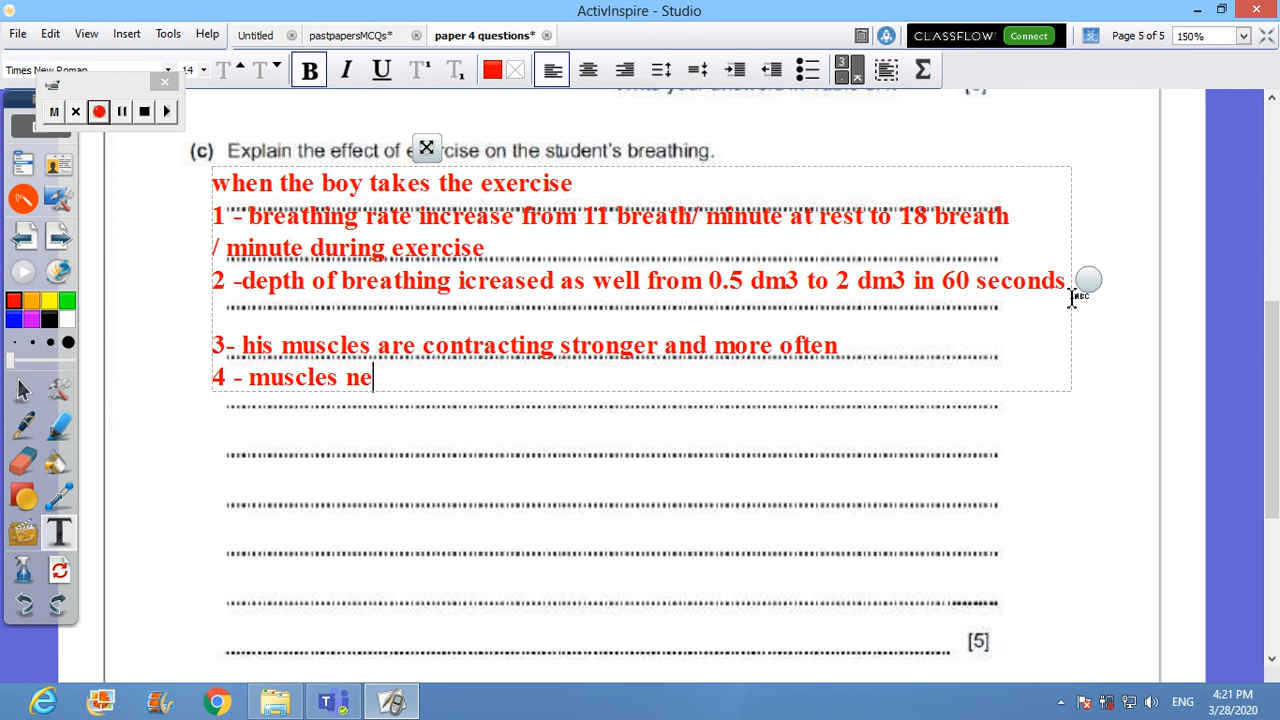 ActivInspire - Studio
File Edit View Insert Tools Help Untitled pastpapersMCQs* paper 4 questions* CLASSFLOW Connect Page 5 of 5 150%
Times New Roman 14
(c) Explain the effect of exercise on the student's breathing.
when the boy takes the exercise
1 - breathing rate increase from 11 breath/ minute at rest to 18 breath
/ minute during exercise
2 -depth of breathing icreased as well from 0.5 dm3 to 2 dm3 in 60 seconds
3- his muscles are contracting stronger and more often
4 - muscles ne
[5]
ENG
4:21 PM
3/28/2020